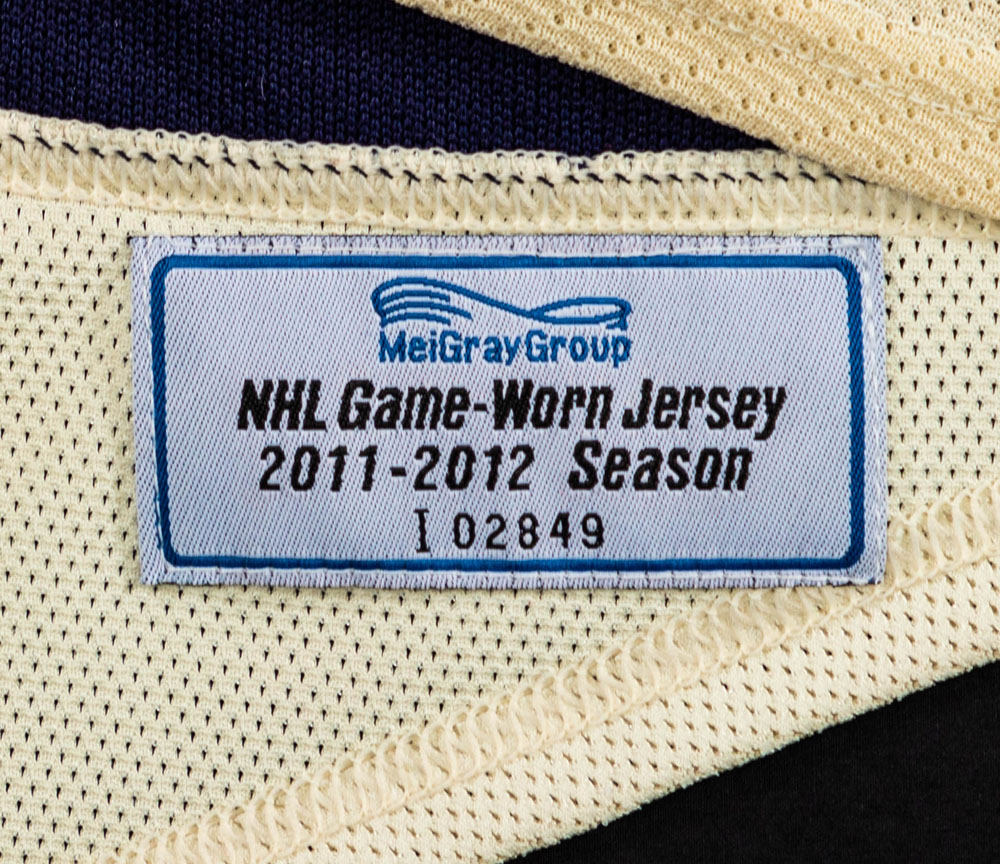 MeiGrayGroup
NHL Game-Worn Jersey
2011-2012 Season
I 02849